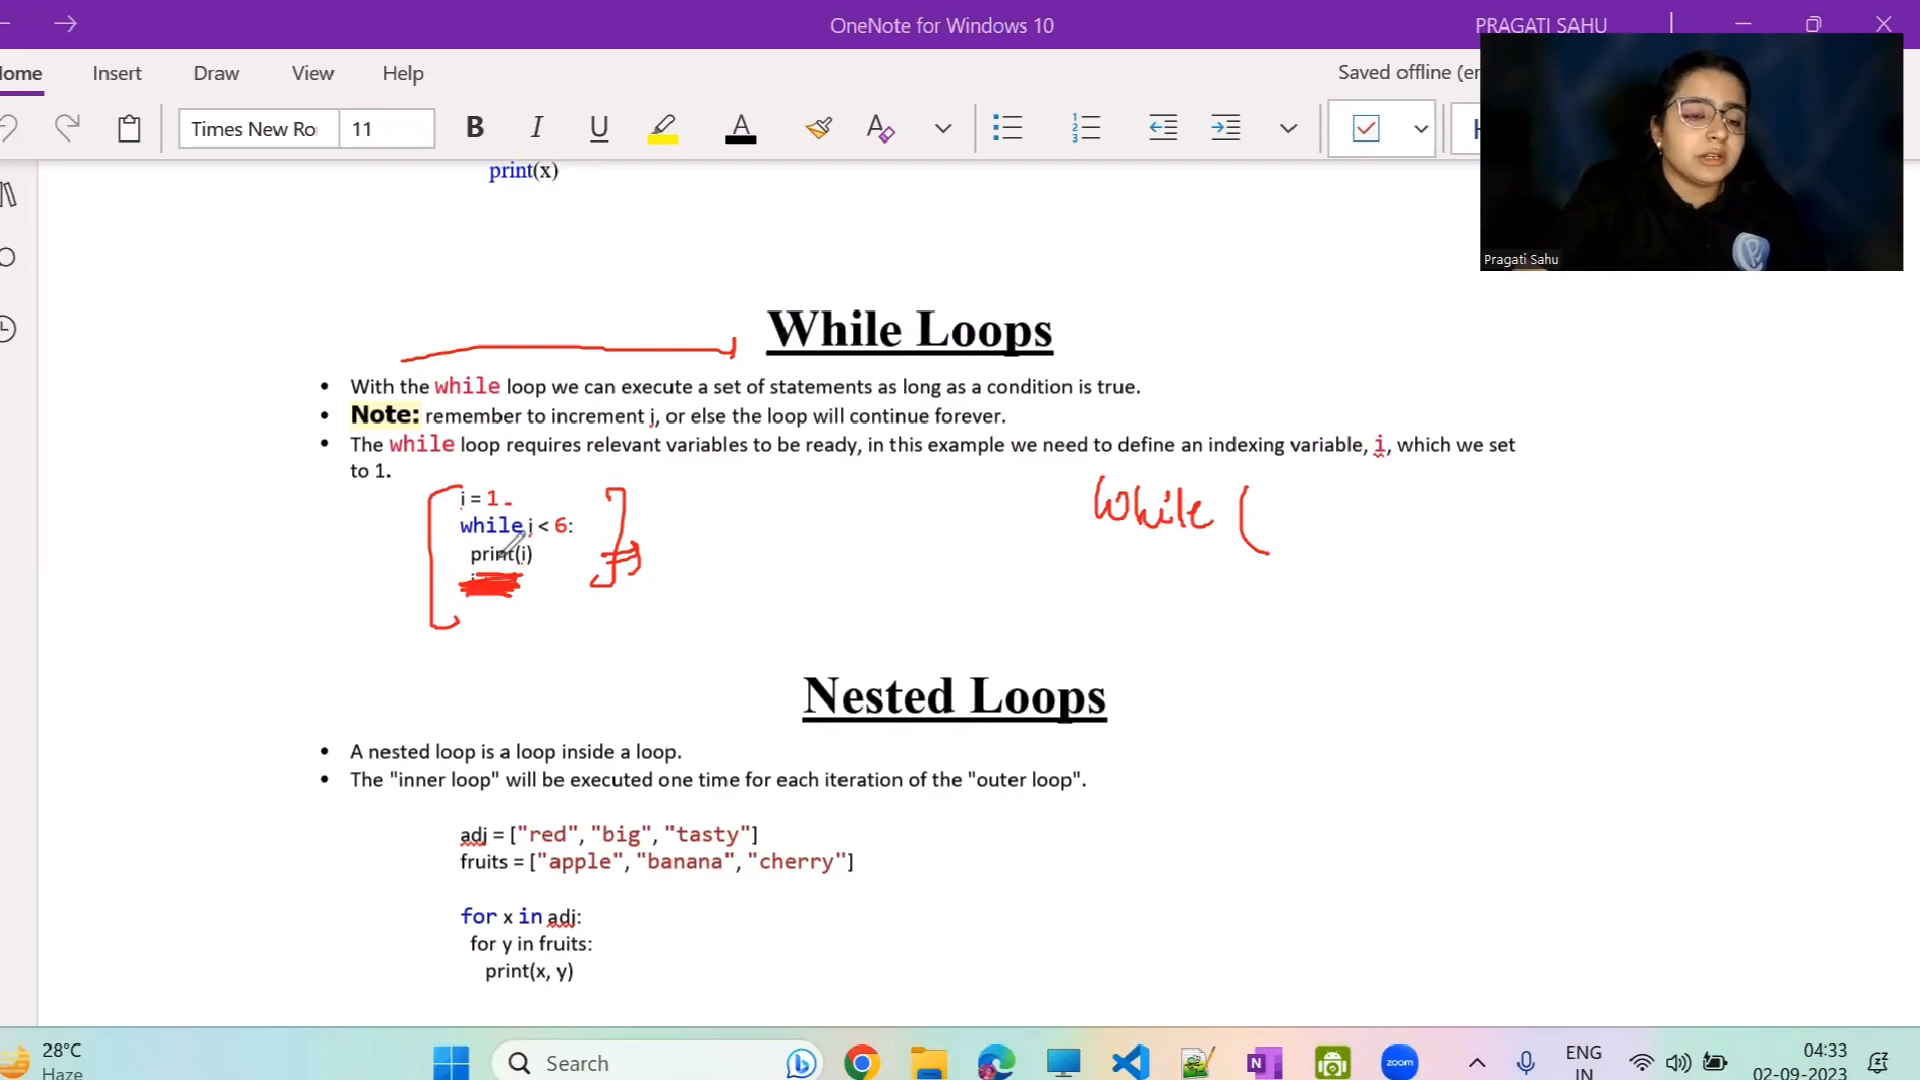 OneNote for Windows 10
PRAGATI SAHU
Insert
Draw
View
Help
Times New Ro
11
B
I
U
A
Pragati Sahu
print(x)
While Loops
With the while loop we can execute a set of statements as long as a condition is true.
Note: remember to increment i, or else the loop will continue forever.
The while loop requires relevant variables to be ready, in this example we need to define an indexing variable, i, which we set
to 1.
i = 1
while i < 6:
print(i)
While (
Nested Loops
A nested loop is a loop inside a loop.
The "inner loop" will be executed one time for each iteration of the "outer loop".
adj = ["red", "big", "tasty"]
fruits = ["apple", "banana", "cherry"]
for x in adj:
for y in fruits:
print(x, y)
28°C
Haze
Search
zoom
ENG
IN
04:33
02-09-2023
Saved offline